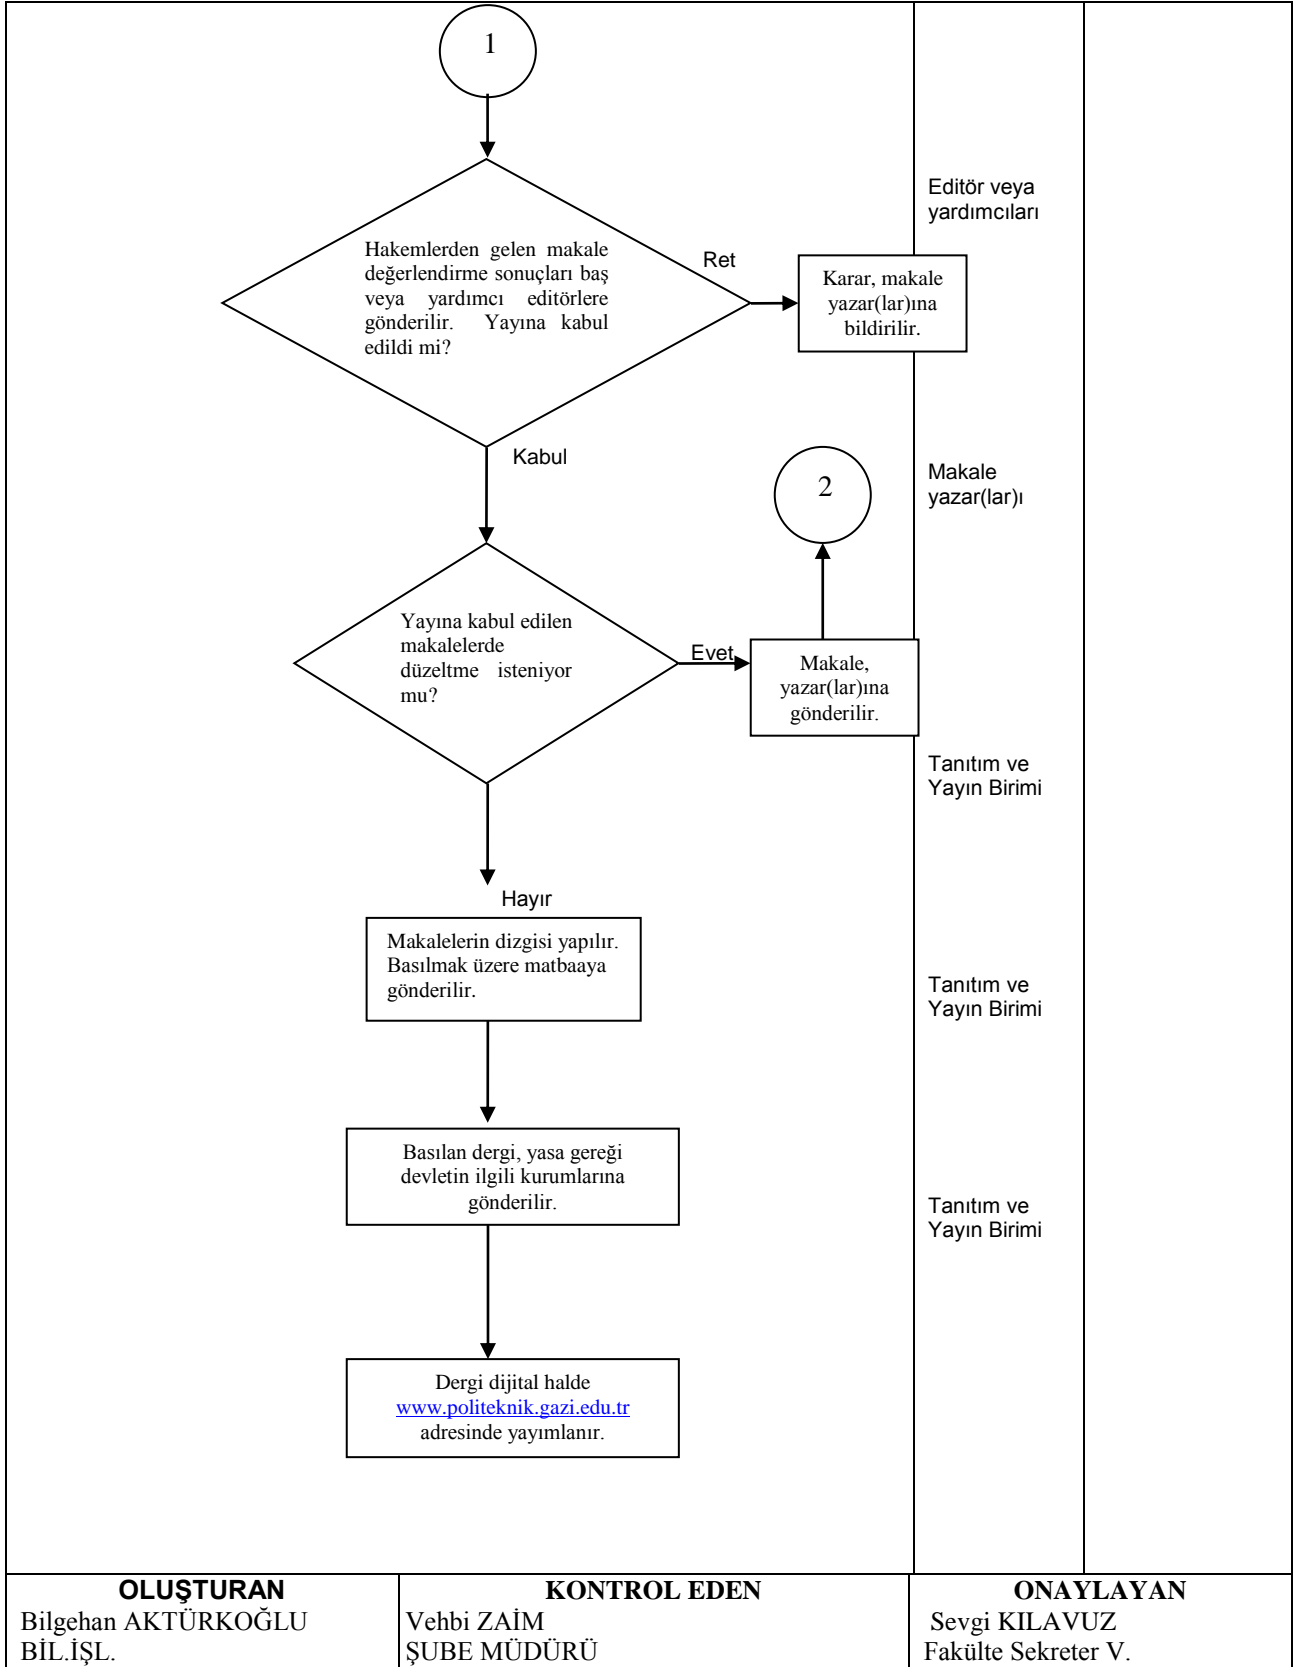 1
Editör veya
yardımcıları
Hakemlerden gelen makale
değerlendirme sonuçları baş
veya yardımcı editörlere
gönderilir. Yayına kabul
edildi mi?
Ret
Karar, makale
yazar(lar)ına
bildirilir.
Kabul
2
Makale
yazar(lar)ı
Yayına kabul edilen
makalelerde
düzeltme isteniyor
mu?
Evet
Makale,
yazar(lar)ına
gönderilir.
Tanıtım ve
Yayın Birimi
Hayır
Makalelerin dizgisi yapılır.
Basılmak üzere matbaaya
gönderilir.
Tanıtım ve
Yayın Birimi
Basılan dergi, yasa gereği
devletin ilgili kurumlarına
gönderilir.
Tanıtım ve
Yayın Birimi
Dergi dijital halde
www.politeknik.gazi.edu.tr
adresinde yayımlanır.
OLUŞTURAN
Bilgehan AKTÜRKOĞLU
BİL.İŞL.
KONTROL EDEN
Vehbi ZAİM
ŞUBE MÜDÜRÜ
ONAYLAYAN
Sevgi KILAVUZ
Fakülte Sekreter V.